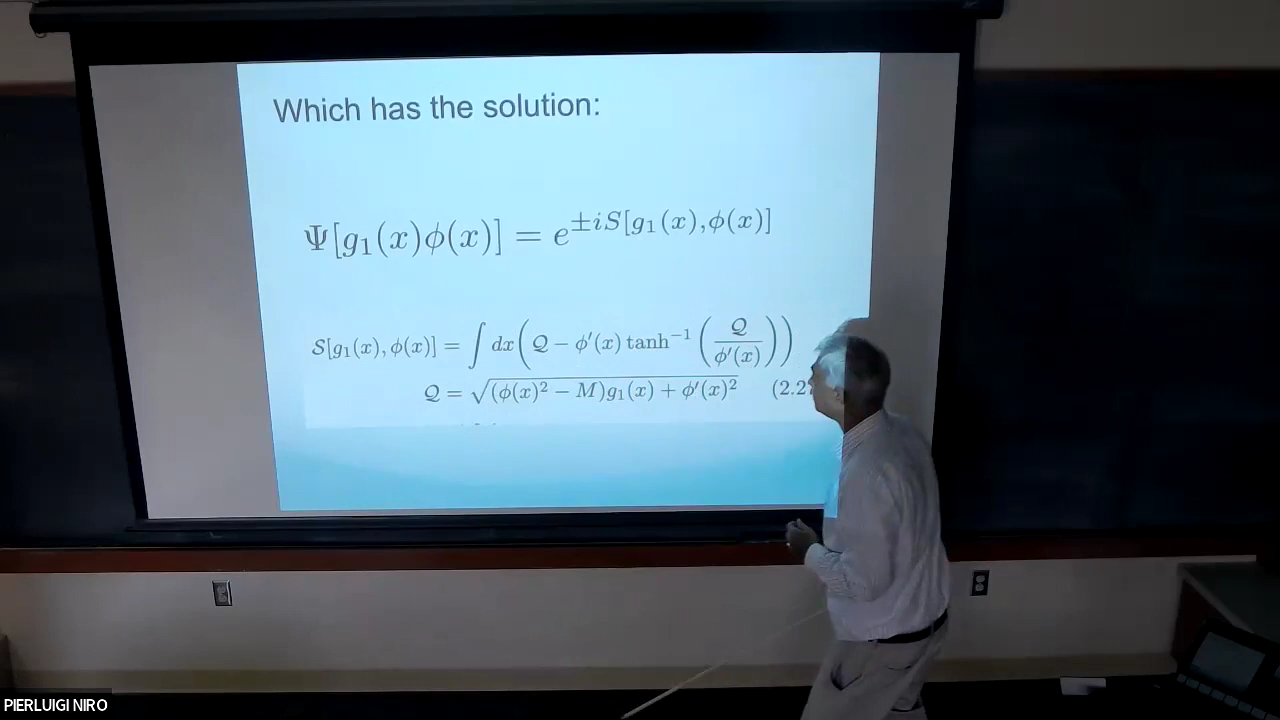 Which has the solution:
Ψ[g₁(x)ϕ(x)] = e^{±iS[g₁(x),ϕ(x)]}
𝒮[g₁(x), ϕ(x)] = ∫ dx(𝒬 − ϕ′(x) tanh⁻¹(𝒬/ϕ′(x)))
𝒬 = √((ϕ(x)² − M)g₁(x) + ϕ′(x)²)
PIERLUIGI NIRO